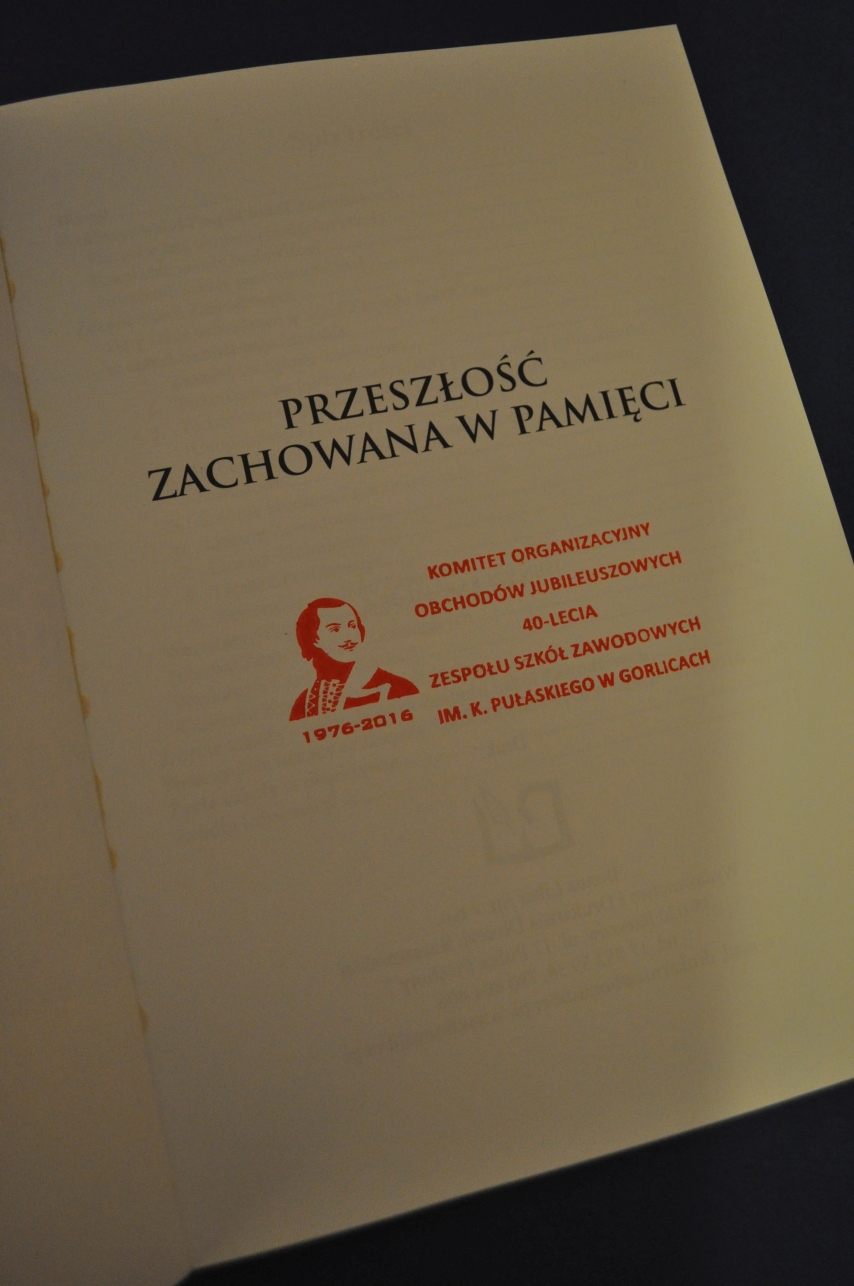 PRZESZŁOŚĆ
ZACHOWANA W PAMIĘCI
KOMITET ORGANIZACYJNY
OBCHODÓW JUBILEUSZOWYCH
40-LECIA
ZESPOŁU SZKÓŁ ZAWODOWYCH
IM. K. PUŁASKIEGO W GORLICACH
1976-2016